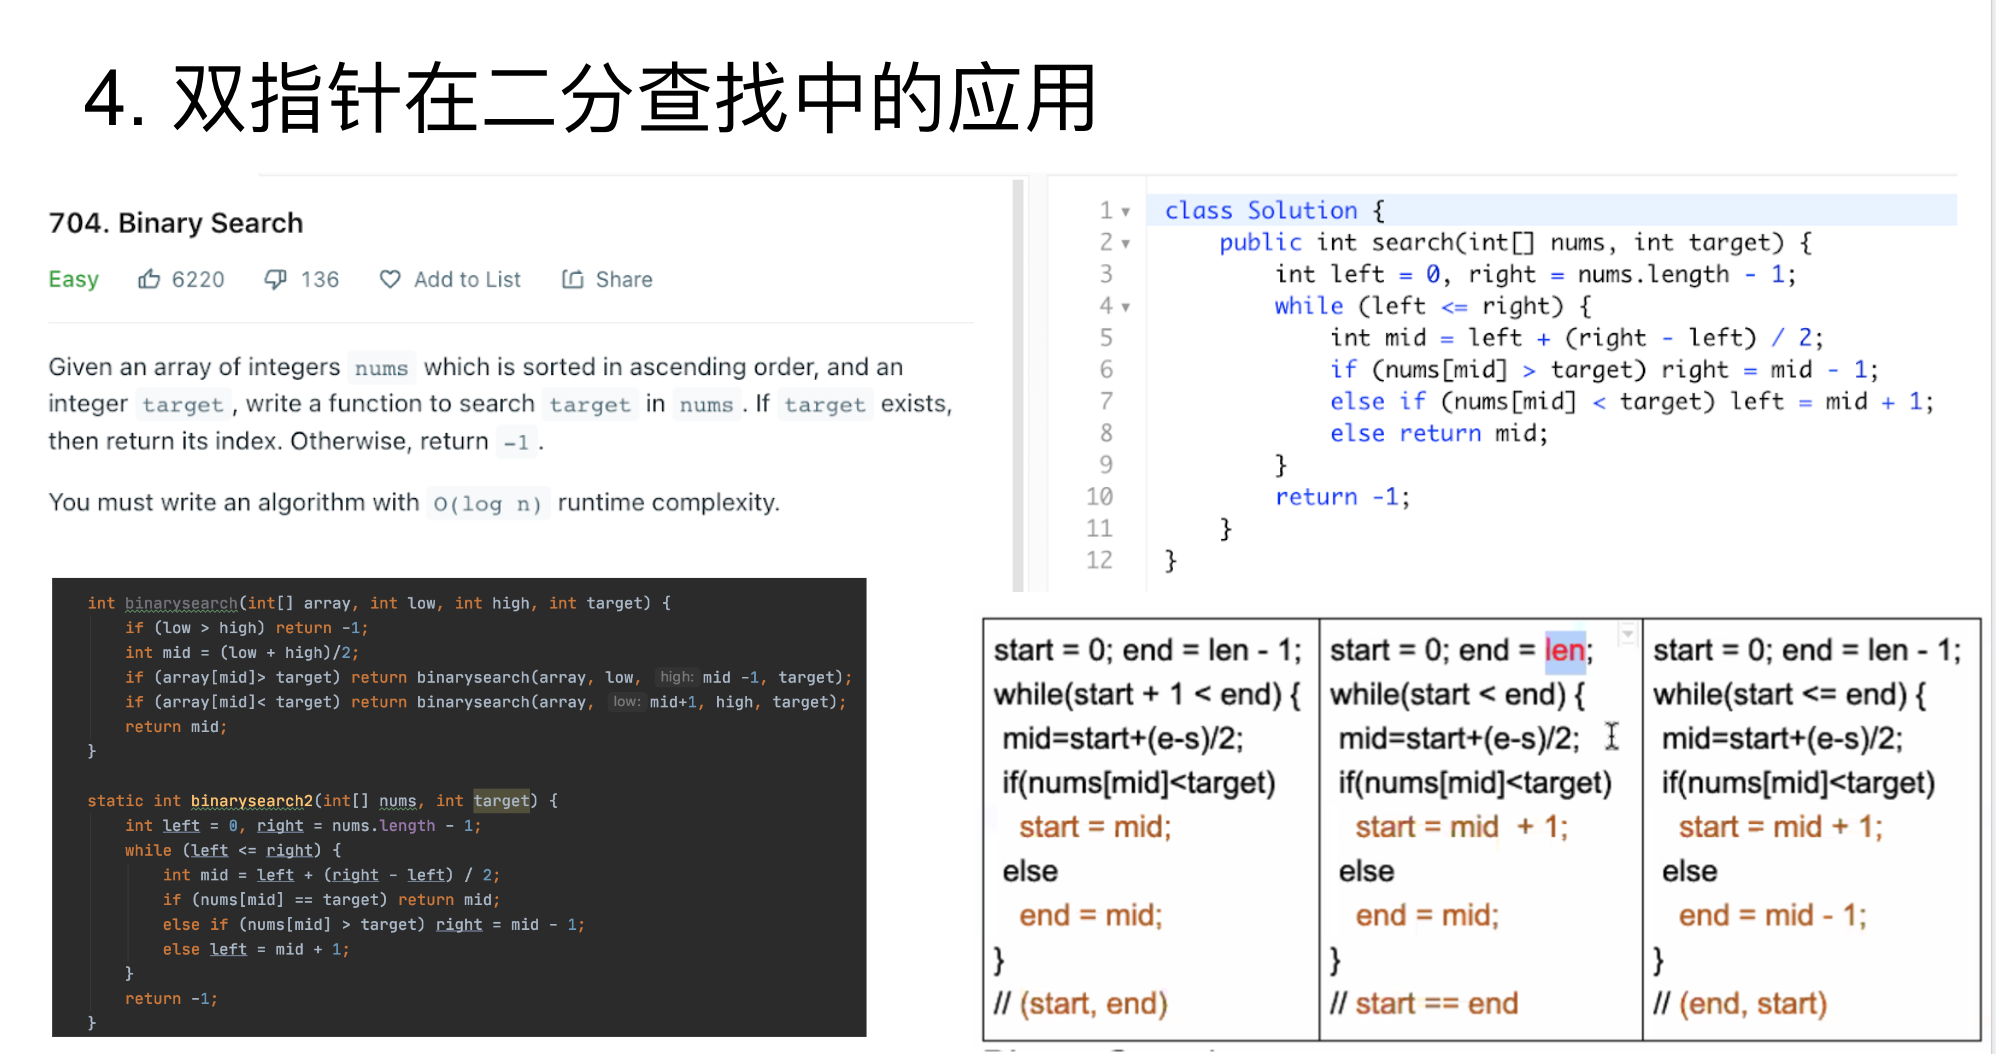 4. 双指针在二分查找中的应用
704. Binary Search
Easy 6220 136 Add to List Share
Given an array of integers nums which is sorted in ascending order, and an
integer target , write a function to search target in nums . If target exists,
then return its index. Otherwise, return -1 .
You must write an algorithm with O(log n) runtime complexity.
1 class Solution {
2 public int search(int[] nums, int target) {
3 int left = 0, right = nums.length - 1;
4 while (left <= right) {
5 int mid = left + (right - left) / 2;
6 if (nums[mid] > target) right = mid - 1;
7 else if (nums[mid] < target) left = mid + 1;
8 else return mid;
9 }
10 return -1;
11 }
12 }
int binarysearch(int[] array, int low, int high, int target) {
if (low > high) return -1;
int mid = (low + high)/2;
if (array[mid]> target) return binarysearch(array, low, high: mid -1, target);
if (array[mid]< target) return binarysearch(array, low: mid+1, high, target);
return mid;
}
static int binarysearch2(int[] nums, int target) {
int left = 0, right = nums.length - 1;
while (left <= right) {
int mid = left + (right - left) / 2;
if (nums[mid] == target) return mid;
else if (nums[mid] > target) right = mid - 1;
else left = mid + 1;
}
return -1;
}
start = 0; end = len - 1;
while(start + 1 < end) {
mid=start+(e-s)/2;
if(nums[mid]<target)
start = mid;
else
end = mid;
}
// (start, end)
start = 0; end = len;
while(start < end) {
mid=start+(e-s)/2;
if(nums[mid]<target)
start = mid + 1;
else
end = mid;
}
// start == end
start = 0; end = len - 1;
while(start <= end) {
mid=start+(e-s)/2;
if(nums[mid]<target)
start = mid + 1;
else
end = mid - 1;
}
// (end, start)